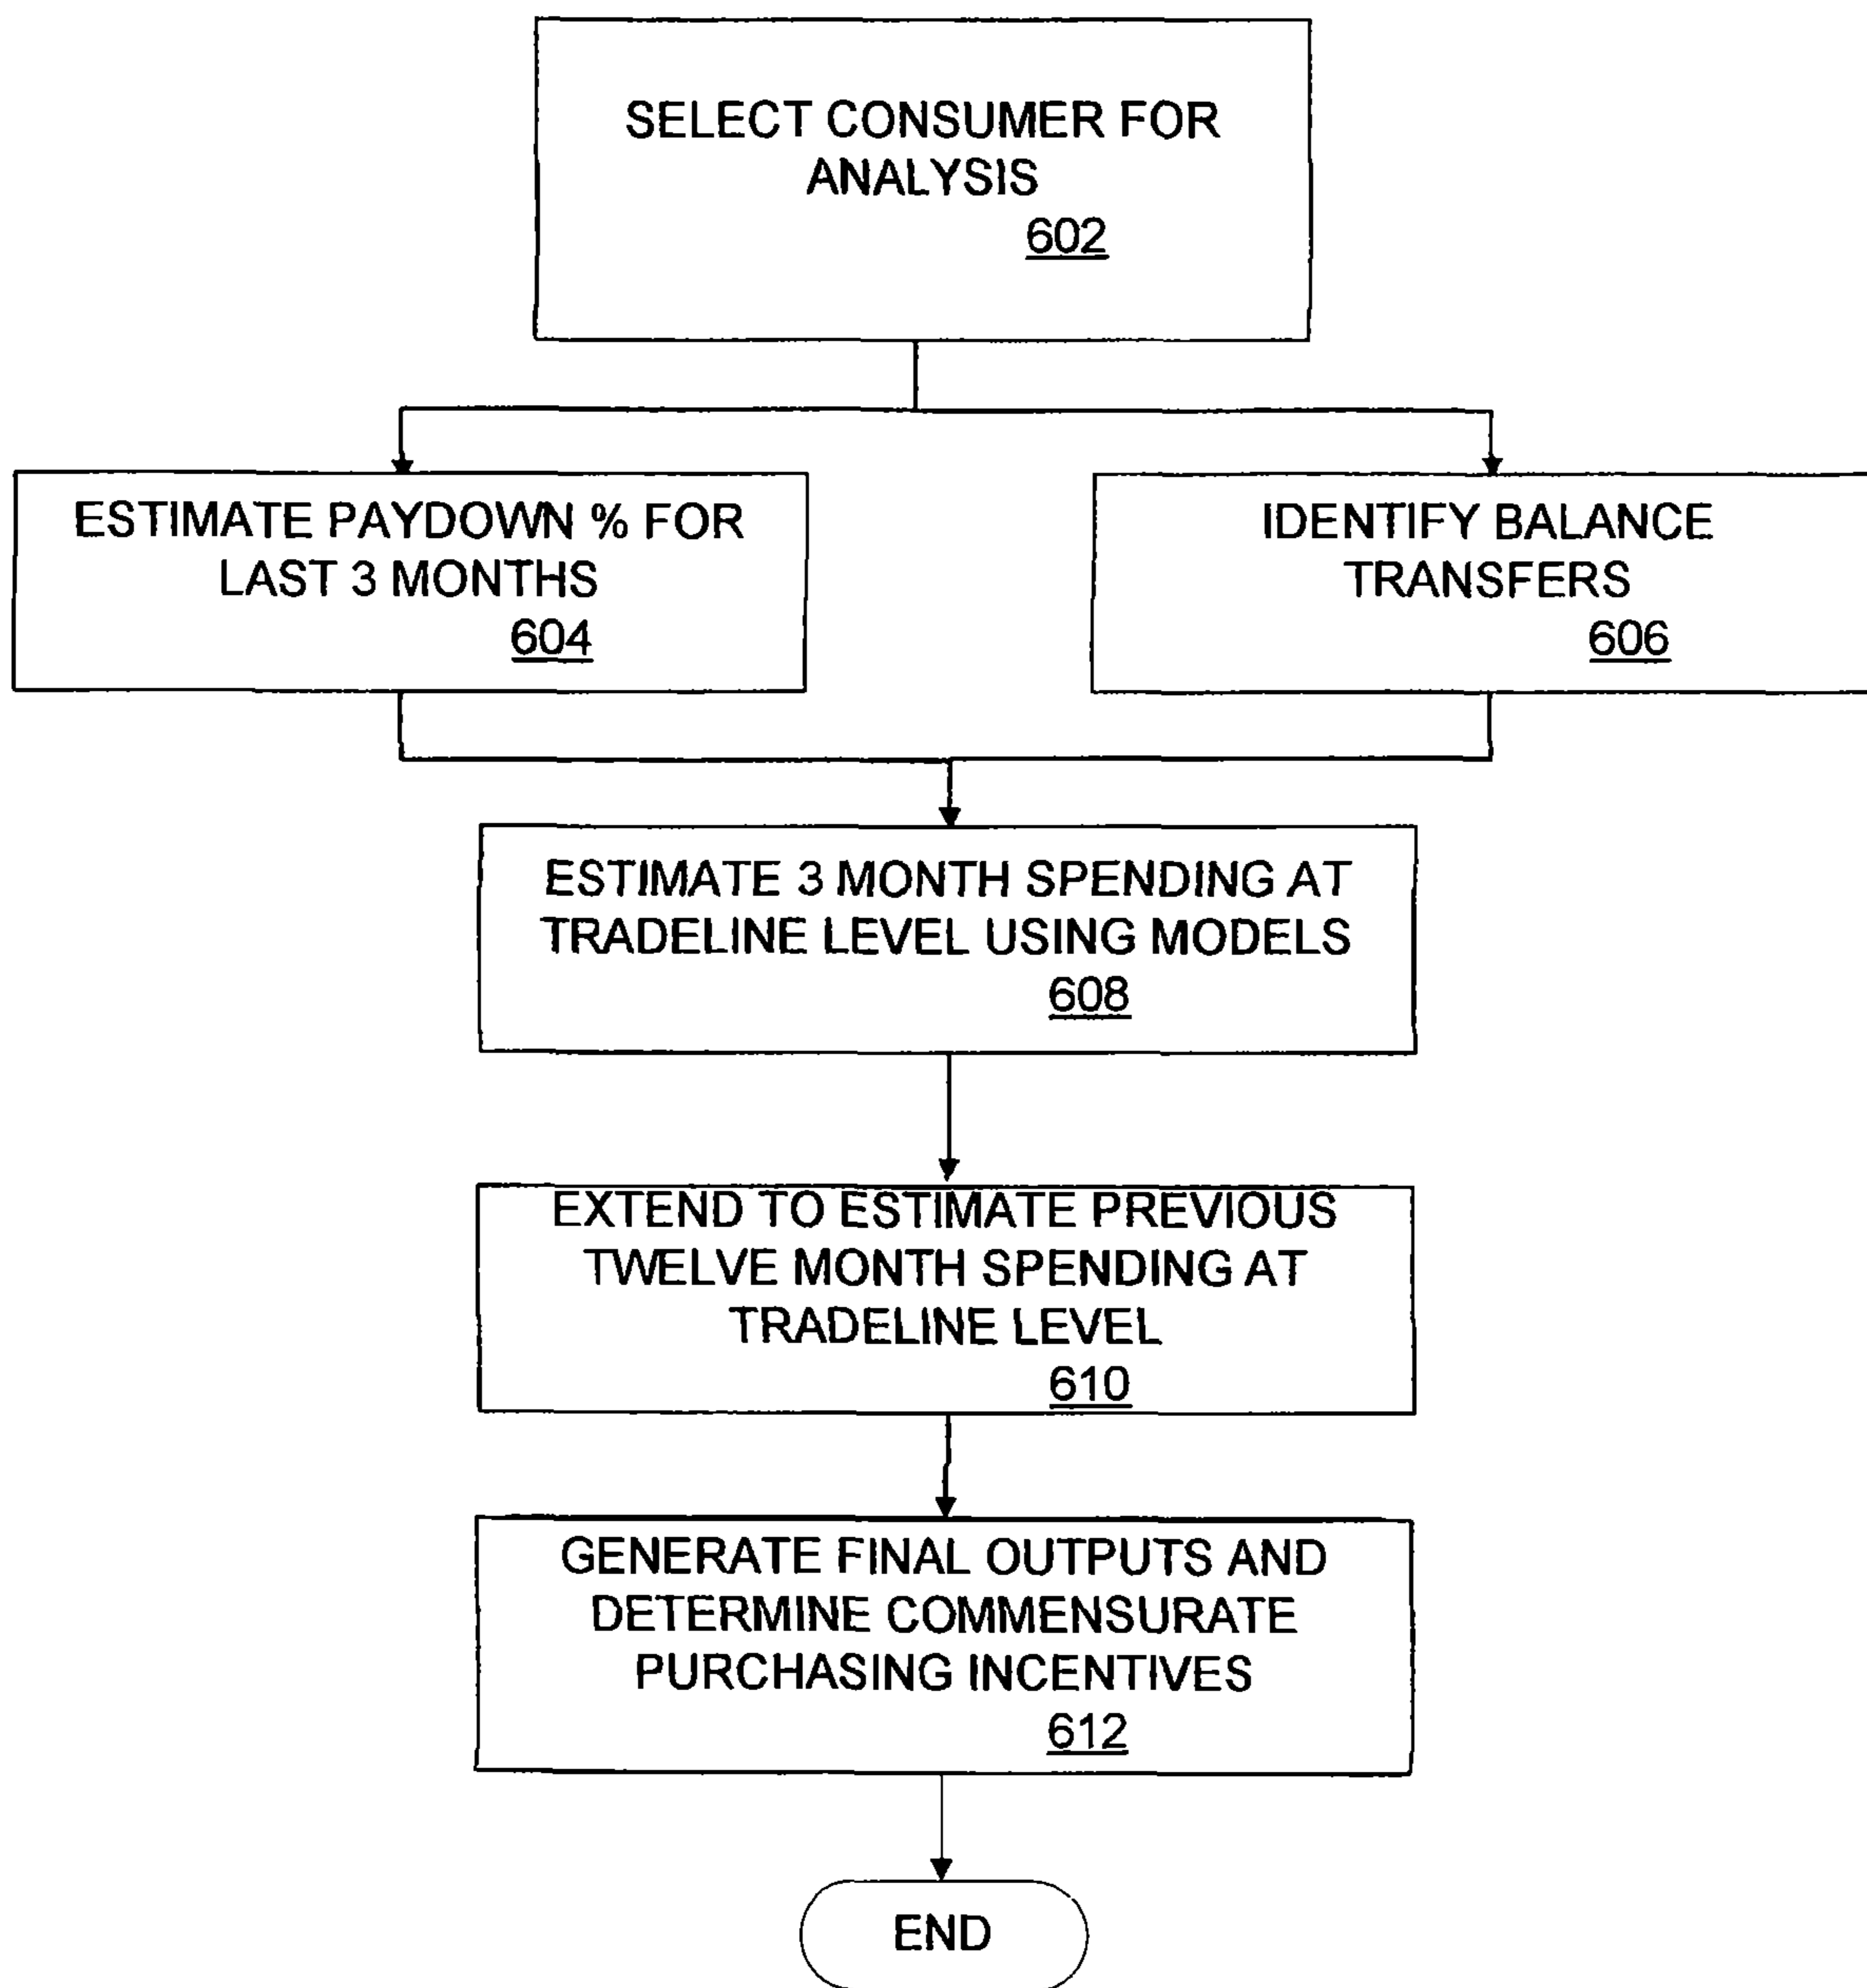 SELECT CONSUMER FOR
ANALYSIS
602
ESTIMATE PAYDOWN % FOR
LAST 3 MONTHS
604
IDENTIFY BALANCE
TRANSFERS
606
ESTIMATE 3 MONTH SPENDING AT
TRADELINE LEVEL USING MODELS
608
EXTEND TO ESTIMATE PREVIOUS
TWELVE MONTH SPENDING AT
TRADELINE LEVEL
610
GENERATE FINAL OUTPUTS AND
DETERMINE COMMENSURATE
PURCHASING INCENTIVES
612
END